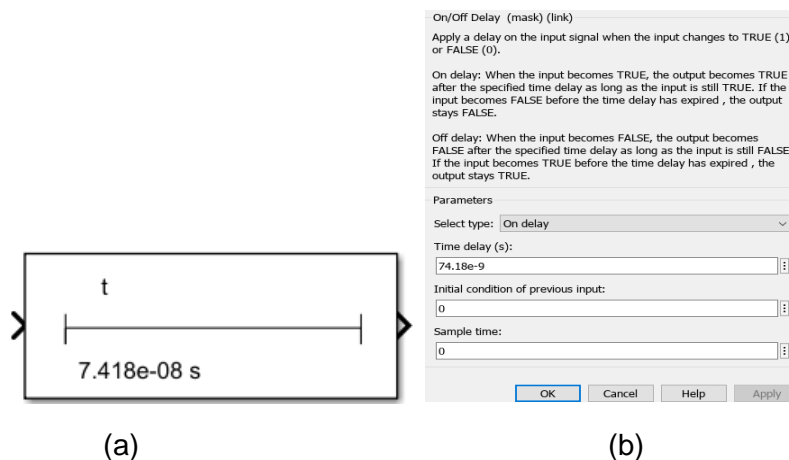 On/Off Delay (mask) (link)
Apply a delay on the input signal when the input changes to TRUE (1)
or FALSE (0).
On delay: When the input becomes TRUE, the output becomes TRUE
after the specified time delay as long as the input is still TRUE. If the
input becomes FALSE before the time delay has expired , the output
stays FALSE.
Off delay: When the input becomes FALSE, the output becomes
FALSE after the specified time delay as long as the input is still FALSE
If the input becomes TRUE before the time delay has expired , the
output stays TRUE.
Parameters
Select type: On delay
Time delay (s):
74.18e-9
Initial condition of previous input:
0
Sample time:
0
OK Cancel Help Apply
t
7.418e-08 s
(a) (b)